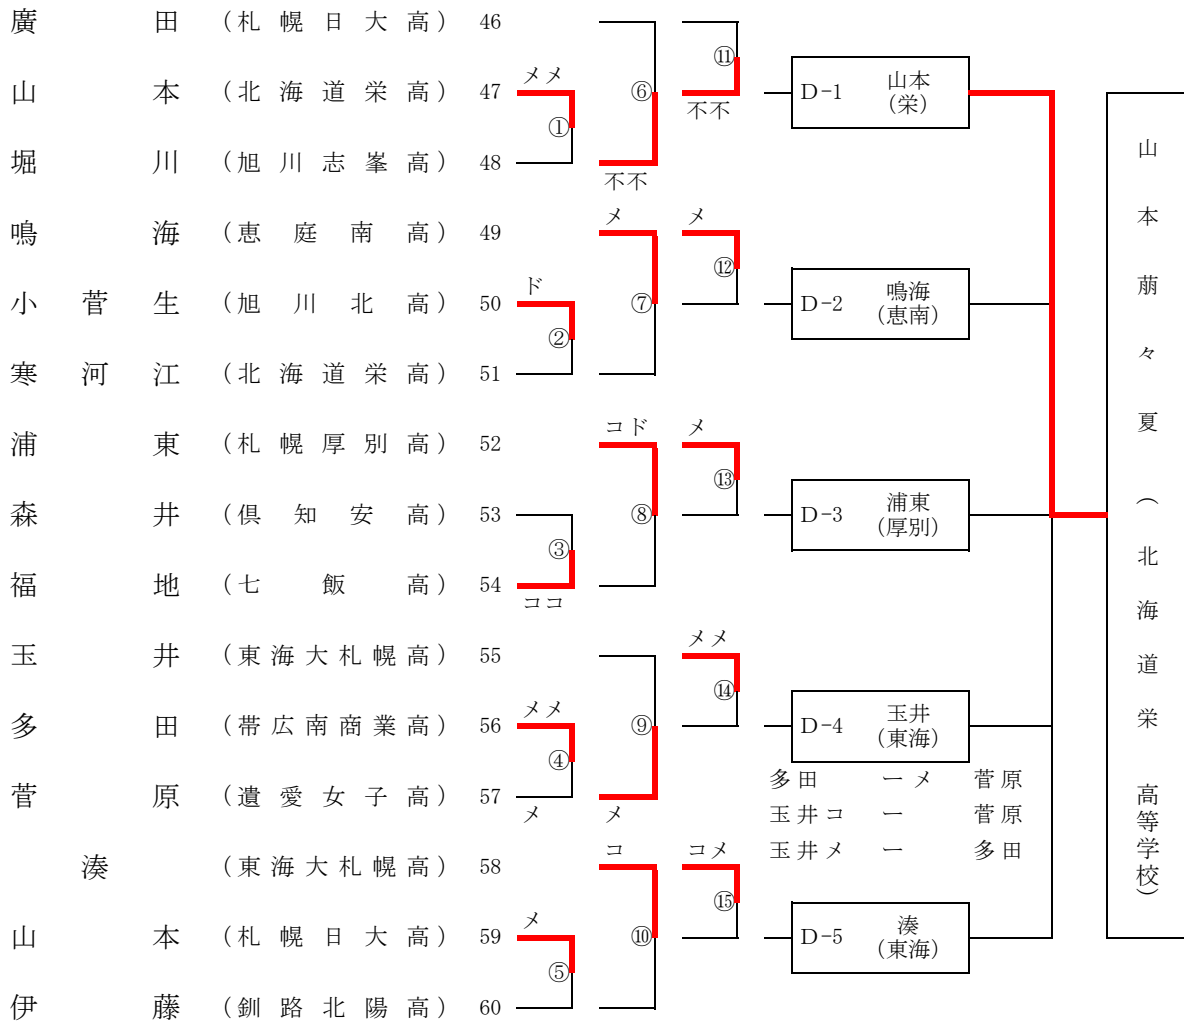 廣田 (札幌日大高) 46
⑪
メメ
山本 (北海道栄高) 47
⑥
不不
D-1 山本
(栄)
①
堀川 (旭川志峯高) 48
不不
鳴海 (恵庭南高) 49
メ
メ
⑫
ド
小菅生 (旭川北高) 50
⑦
D-2 鳴海
(恵南)
②
寒河江 (北海道栄高) 51
浦東 (札幌厚別高) 52
コド
メ
⑬
森井 (倶知安高) 53
⑧
D-3 浦東
(厚別)
③
福地 (七飯高) 54
ココ
玉井 (東海大札幌高) 55
メメ
⑭
メメ
多田 (帯広南商業高) 56
⑨
D-4 玉井
(東海)
④
菅原 (遺愛女子高) 57
メ
メ
多田 ーメ 菅原
玉井コ ー 菅原
玉井メ ー 多田
湊 (東海大札幌高) 58
コ
コメ
⑮
メ
山本 (札幌日大高) 59
⑩
D-5 湊
(東海)
⑤
伊藤 (釧路北陽高) 60
山本萠々夏(北海道栄高等学校)